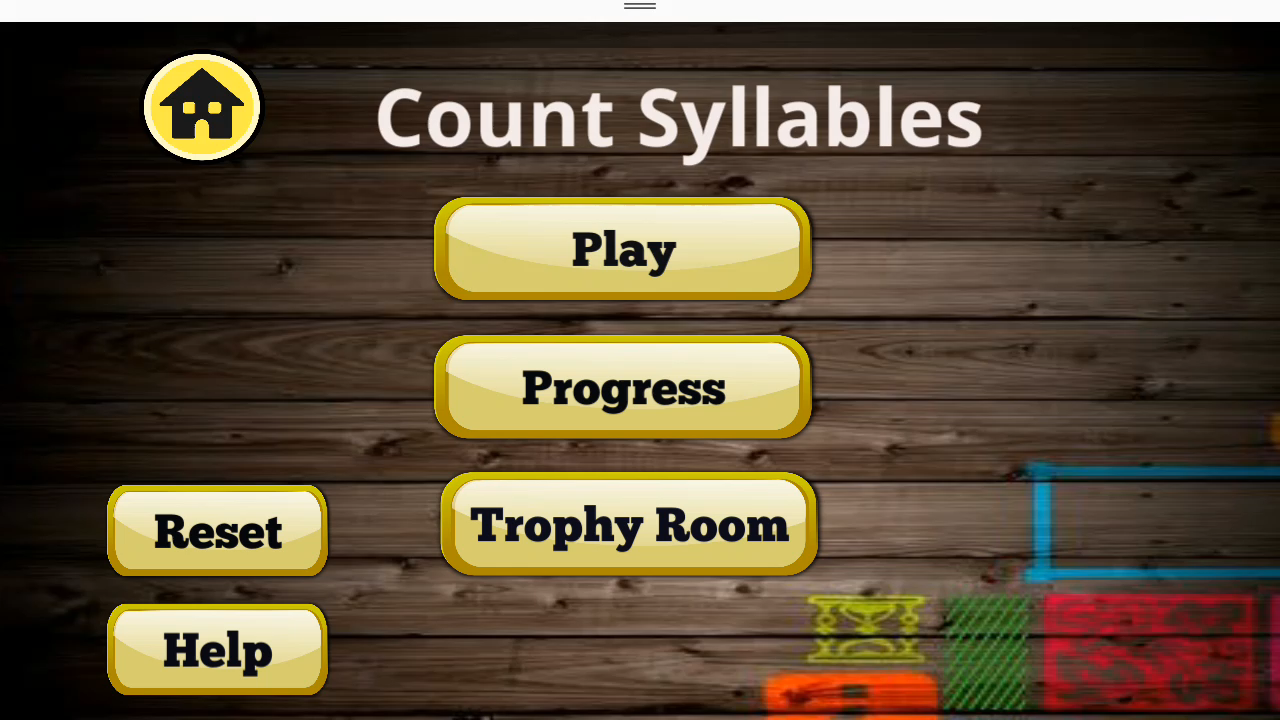 Count Syllables
Play
Progress
Trophy Room
Reset
Help